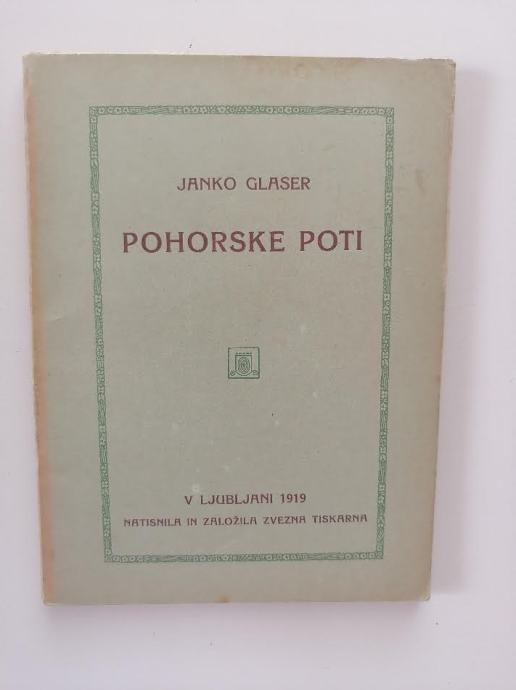 JANKO GLASER
POHORSKE POTI
V LJUBLJANI 1919
NATISNILA IN ZALOŽILA ZVEZNA TISKARNA